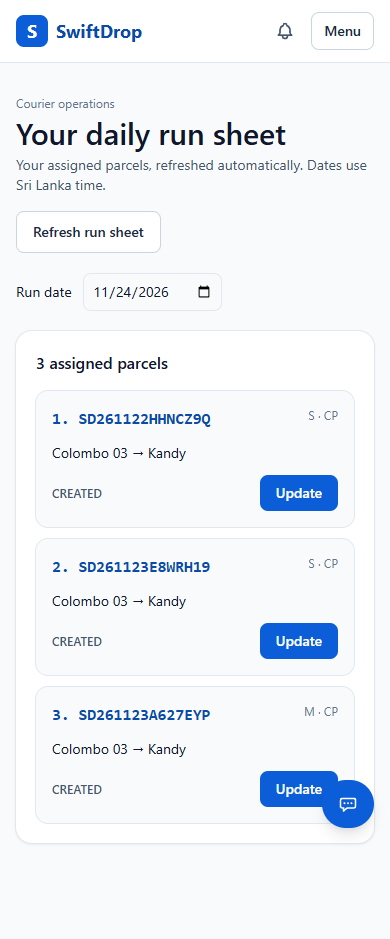 S SwiftDrop Menu
Courier operations
Your daily run sheet
Your assigned parcels, refreshed automatically. Dates use
Sri Lanka time.
Refresh run sheet
Run date 11/24/2026
3 assigned parcels
1. SD261122HHNCZ9Q S · CP
Colombo 03 → Kandy
CREATED Update
2. SD261123E8WRH19 S · CP
Colombo 03 → Kandy
CREATED Update
3. SD261123A627EYP M · CP
Colombo 03 → Kandy
CREATED Update